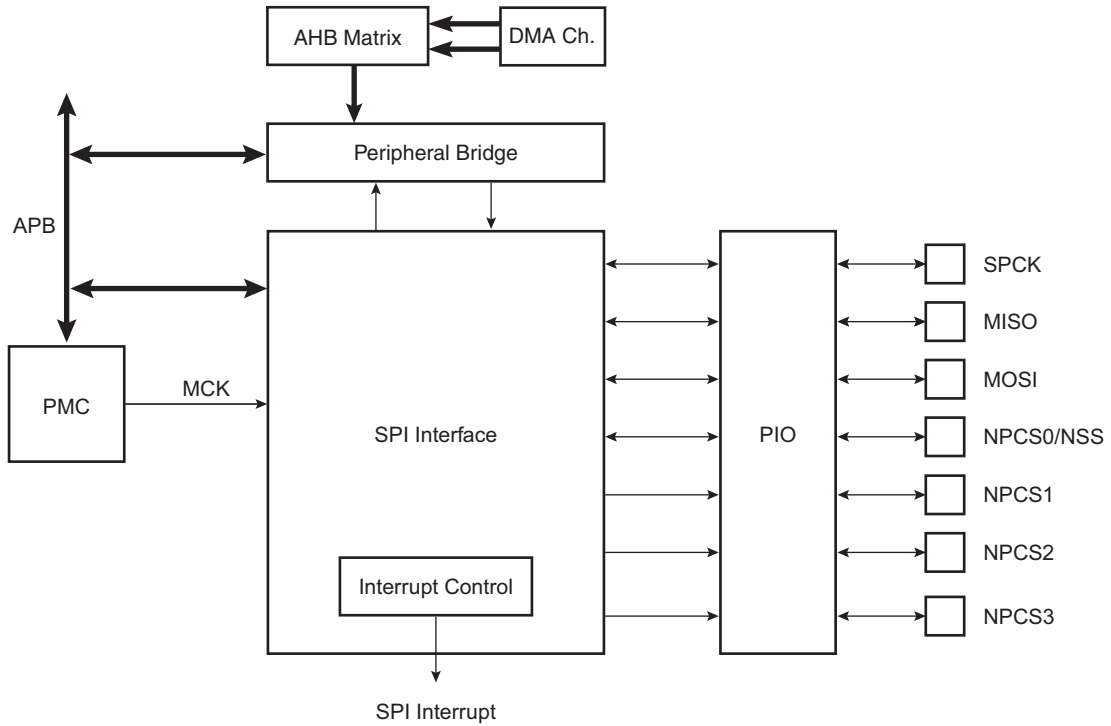 AHB Matrix
DMA Ch.
Peripheral Bridge
APB
SPCK
MISO
PMC
MCK
MOSI
SPI Interface
PIO
NPCS0/NSS
NPCS1
NPCS2
Interrupt Control
NPCS3
SPI Interrupt